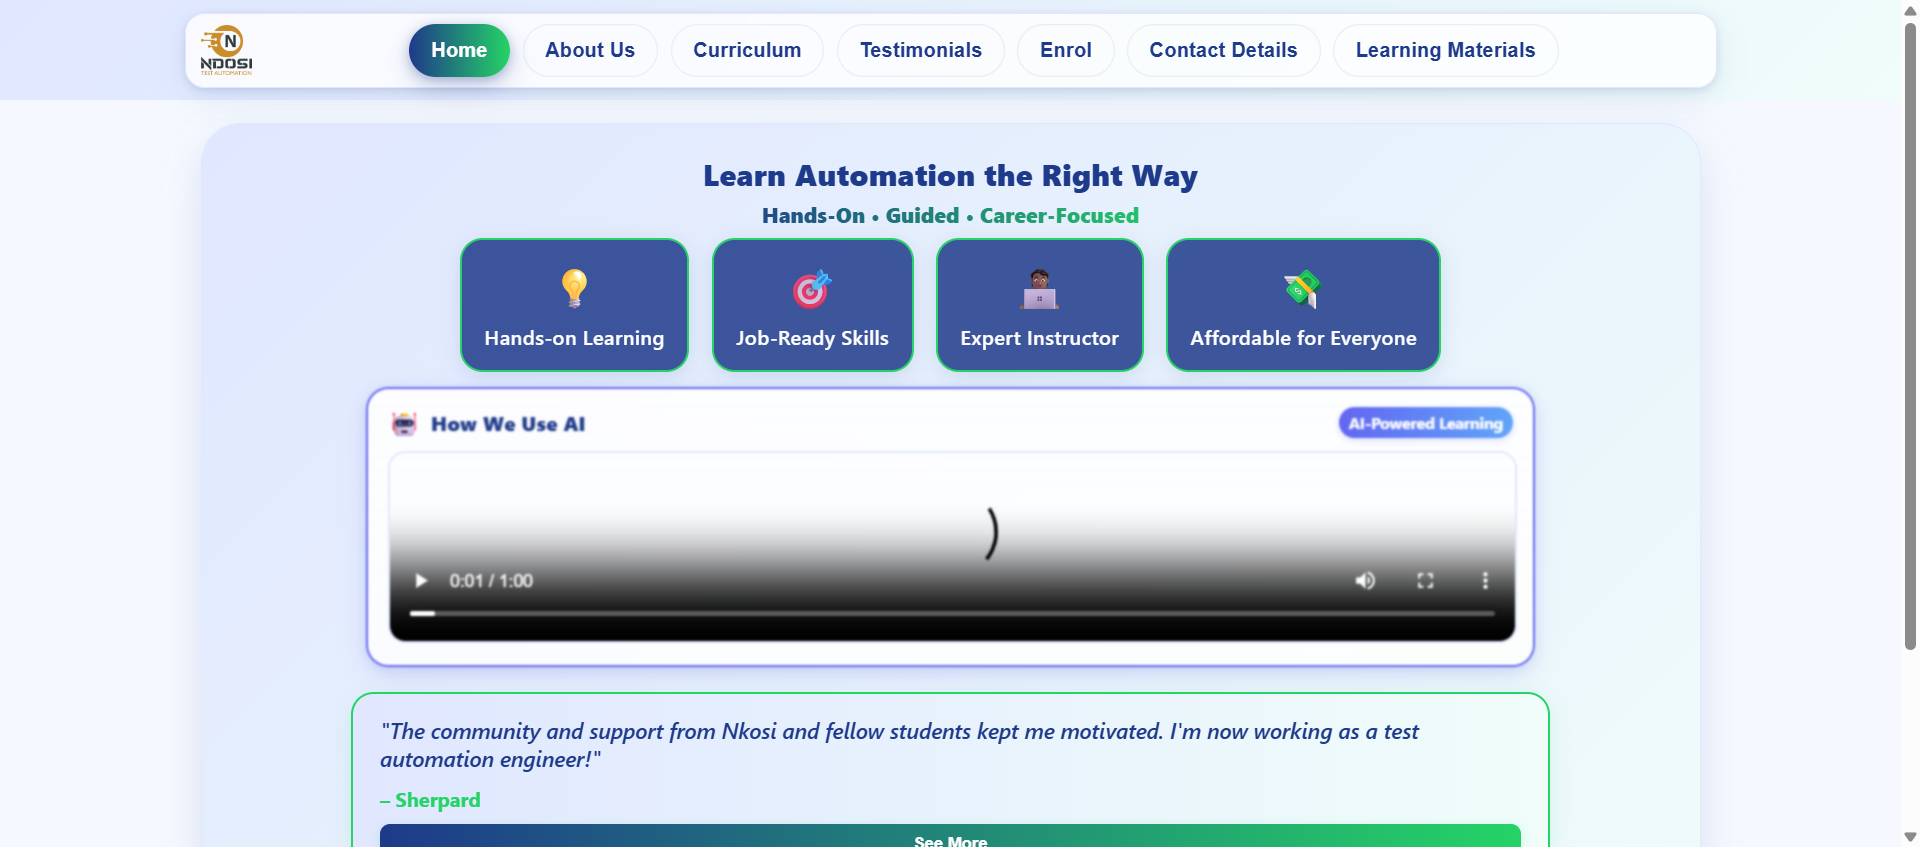 N
NDOSI
TEST AUTOMATION
Home
About Us
Curriculum
Testimonials
Enrol
Contact Details
Learning Materials
Learn Automation the Right Way
Hands-On • Guided • Career-Focused
Hands-on Learning
Job-Ready Skills
Expert Instructor
Affordable for Everyone
How We Use AI
AI-Powered Learning
0:01 / 1:00
"The community and support from Nkosi and fellow students kept me motivated. I'm now working as a test
automation engineer!"
– Sherpard
See More